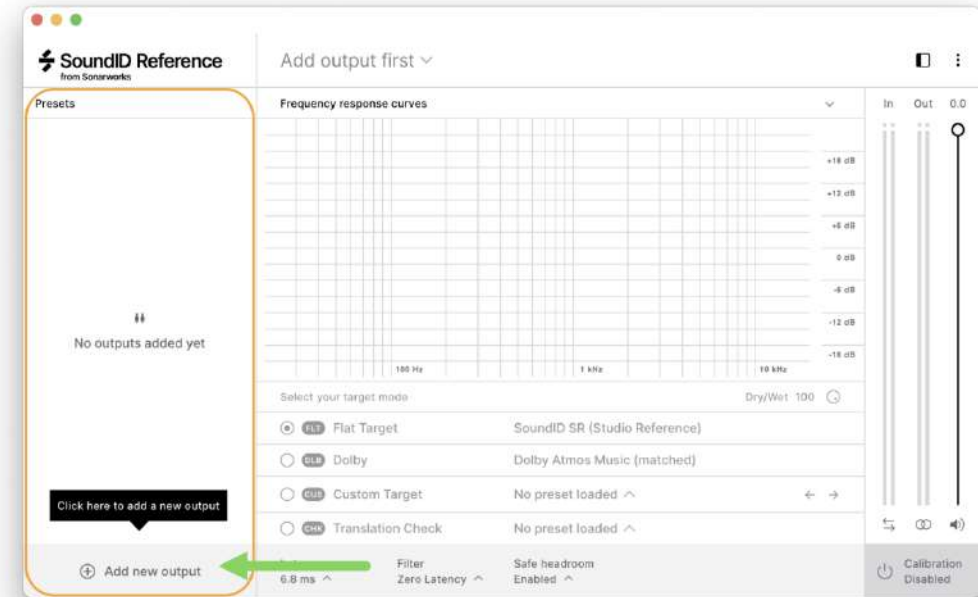 SoundID Reference
from Sonarworks
Add output first
Presets
Frequency response curves
In Out 0.0
+18 dB
+12 dB
+6 dB
0 dB
-6 dB
-12 dB
-18 dB
100 Hz 1 kHz 10 kHz
No outputs added yet
Select your target mode Dry/Wet 100
FLT Flat Target SoundID SR (Studio Reference)
DLB Dolby Dolby Atmos Music (matched)
CUS Custom Target No preset loaded
CHK Translation Check No preset loaded
Click here to add a new output
Add new output
6.8 ms
Filter
Zero Latency
Safe headroom
Enabled
Calibration
Disabled